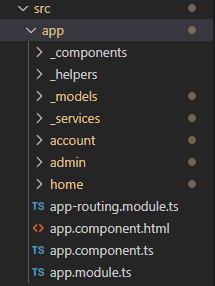 src
app
_components
_helpers
_models
_services
account
admin
home
TS app-routing.module.ts
<> app.component.html
TS app.component.ts
TS app.module.ts